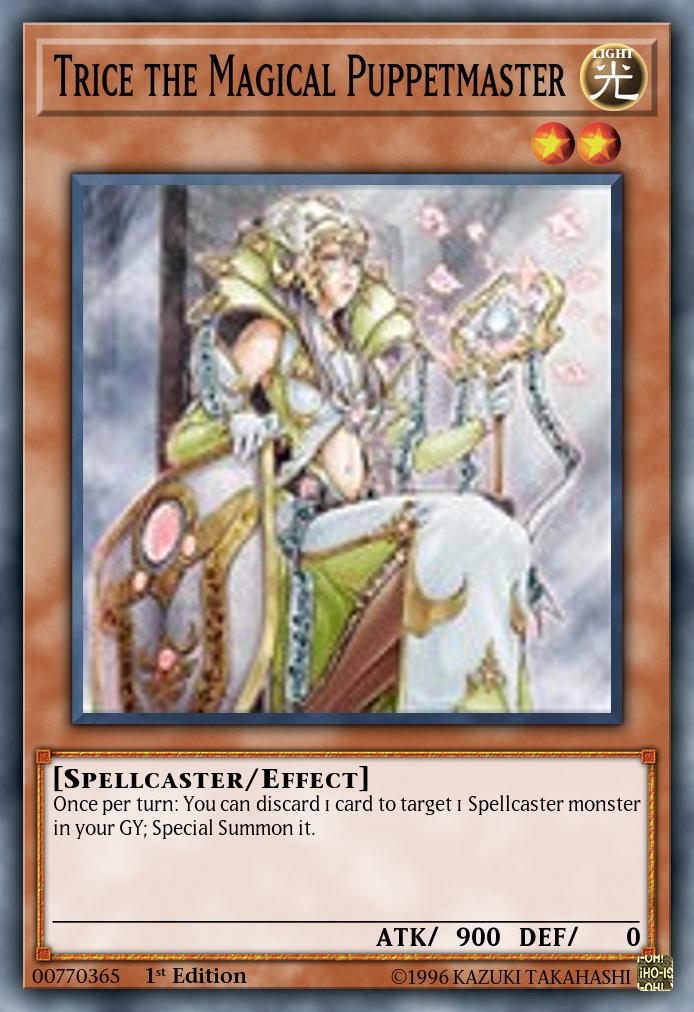 Trice the Magical Puppetmaster
LIGHT
光
[Spellcaster/Effect]
Once per turn: You can discard 1 card to target 1 Spellcaster monster
in your GY; Special Summon it.
ATK/ 900 DEF/ 0
00770365 1st Edition ©1996 KAZUKI TAKAHASHI